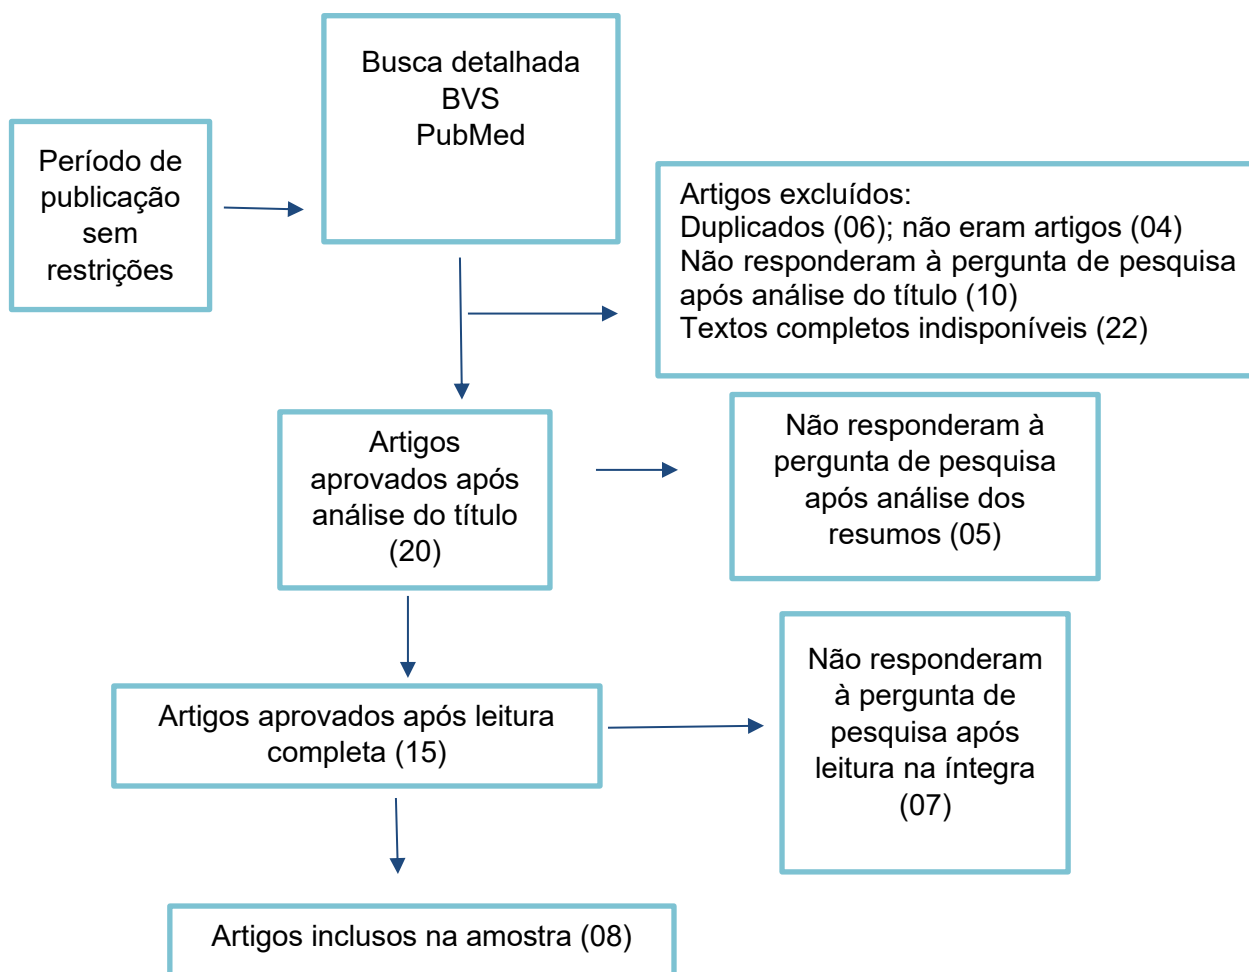 Busca detalhada
BVS
PubMed
Período de
publicação
sem
restrições
Artigos excluídos:
Duplicados (06); não eram artigos (04)
Não responderam à pergunta de pesquisa
após análise do título (10)
Textos completos indisponíveis (22)
Artigos
aprovados após
análise do título
(20)
Não responderam à
pergunta de pesquisa
após análise dos
resumos (05)
Artigos aprovados após leitura
completa (15)
Não responderam
à pergunta de
pesquisa após
leitura na íntegra
(07)
Artigos inclusos na amostra (08)